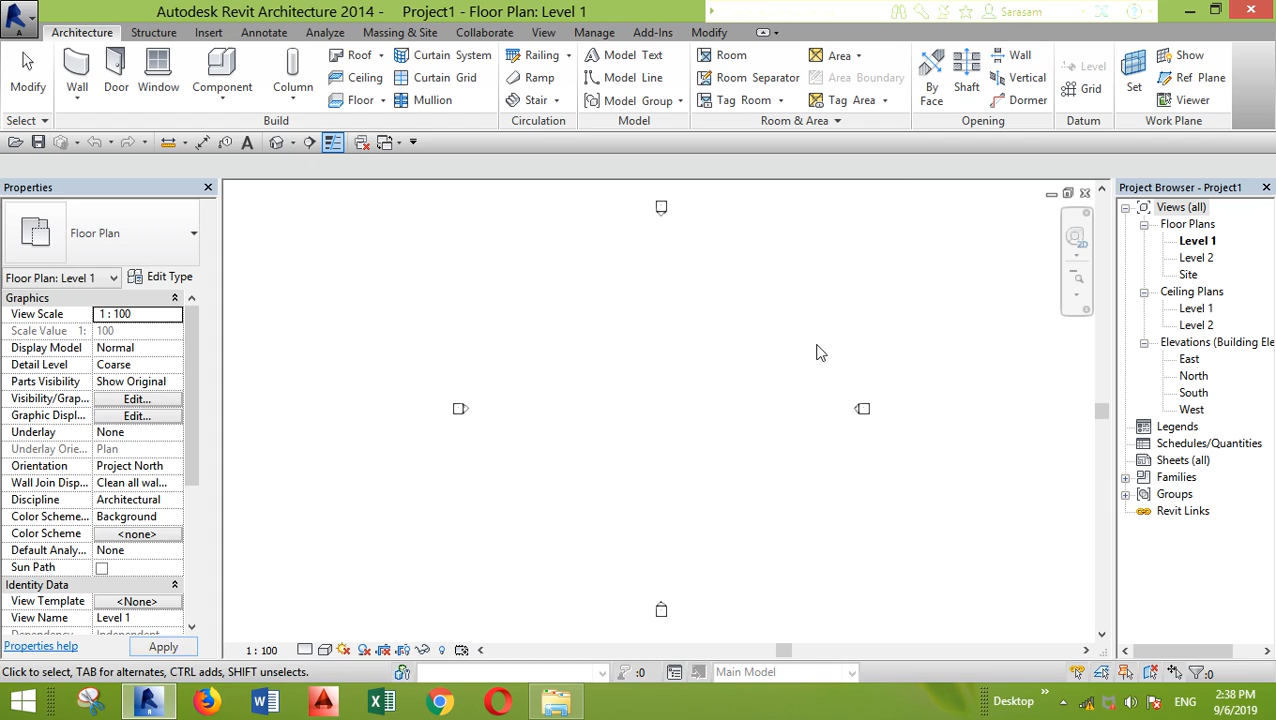 Autodesk Revit Architecture 2014 - Project1 - Floor Plan: Level 1 Sarasam
Architecture Structure Insert Annotate Analyze Massing & Site Collaborate View Manage Add-Ins Modify
Modify
Wall
Door
Window
Component
Column
Roof
Ceiling
Floor
Curtain System
Curtain Grid
Mullion
Railing
Ramp
Stair
Model Text
Model Line
Model Group
Room
Room Separator
Tag Room
Area
Area Boundary
Tag Area
By Face
Shaft
Wall
Vertical
Dormer
Level
Grid
Set
Show
Ref Plane
Viewer
Select Build Circulation Model Room & Area Opening Datum Work Plane
Properties
Floor Plan
Floor Plan: Level 1 Edit Type
Graphics
View Scale 1 : 100
Scale Value 1: 100
Display Model Normal
Detail Level Coarse
Parts Visibility Show Original
Visibility/Grap... Edit...
Graphic Displ... Edit...
Underlay None
Underlay Orie... Plan
Orientation Project North
Wall Join Disp... Clean all wal...
Discipline Architectural
Color Scheme... Background
Color Scheme <none>
Default Analy... None
Sun Path
Identity Data
View Template <None>
View Name Level 1
Dependency Independent
Properties help Apply
2D
Project Browser - Project1
Views (all)
Floor Plans
Level 1
Level 2
Site
Ceiling Plans
Level 1
Level 2
Elevations (Building Ele
East
North
South
West
Legends
Schedules/Quantities
Sheets (all)
Families
Groups
Revit Links
1 : 100
Click to select, TAB for alternates, CTRL adds, SHIFT unselects. :0 Main Model :0
Desktop ENG
2:38 PM
9/6/2019